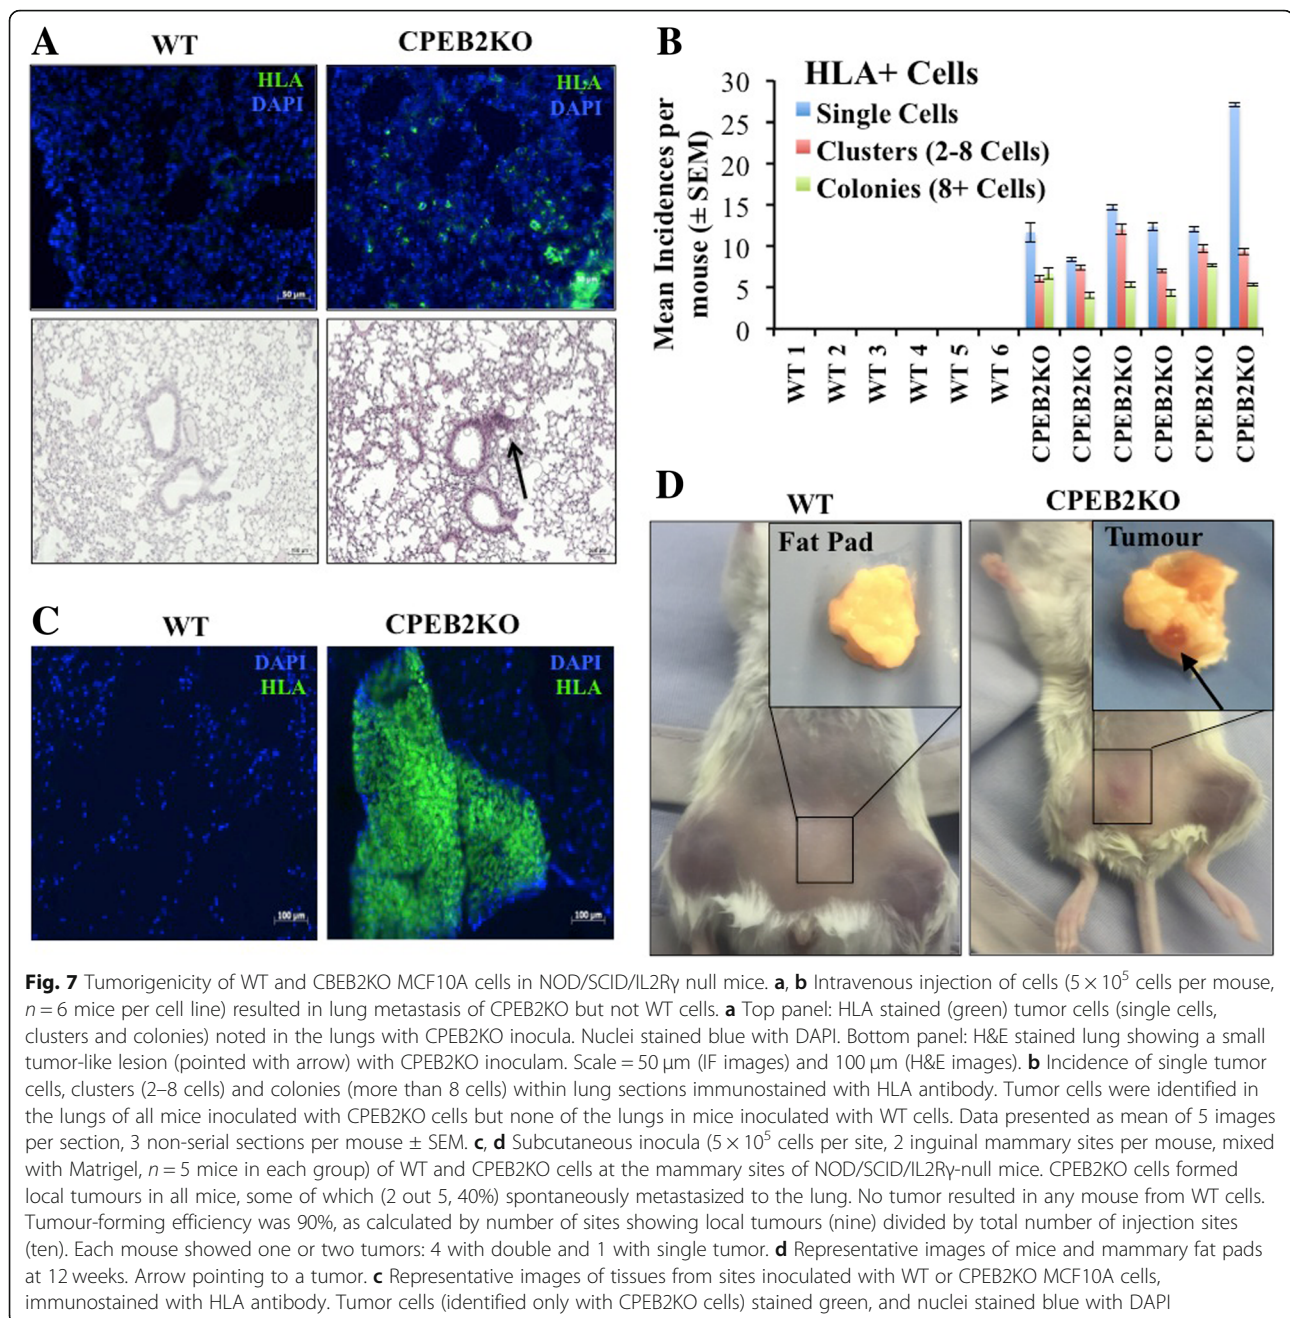 A
WT
CPEB2KO
HLA
DAPI
HLA
DAPI
50 µm
B
HLA+ Cells
Single Cells
Clusters (2-8 Cells)
Colonies (8+ Cells)
Mean Incidences per
mouse (± SEM)
30
25
20
15
10
5
0
WT 1
WT 2
WT 3
WT 4
WT 5
WT 6
CPEB2KO
CPEB2KO
CPEB2KO
CPEB2KO
CPEB2KO
CPEB2KO
C
WT
CPEB2KO
DAPI
HLA
DAPI
HLA
100 µm
100 µm
D
WT
CPEB2KO
Fat Pad
Tumour
Fig. 7 Tumorigenicity of WT and CBEB2KO MCF10A cells in NOD/SCID/IL2Rγ null mice. a, b Intravenous injection of cells (5 × 10⁵ cells per mouse,
n = 6 mice per cell line) resulted in lung metastasis of CPEB2KO but not WT cells. a Top panel: HLA stained (green) tumor cells (single cells,
clusters and colonies) noted in the lungs with CPEB2KO inocula. Nuclei stained blue with DAPI. Bottom panel: H&E stained lung showing a small
tumor-like lesion (pointed with arrow) with CPEB2KO inoculam. Scale = 50 µm (IF images) and 100 µm (H&E images). b Incidence of single tumor
cells, clusters (2–8 cells) and colonies (more than 8 cells) within lung sections immunostained with HLA antibody. Tumor cells were identified in
the lungs of all mice inoculated with CPEB2KO cells but none of the lungs in mice inoculated with WT cells. Data presented as mean of 5 images
per section, 3 non-serial sections per mouse ± SEM. c, d Subcutaneous inocula (5 × 10⁵ cells per site, 2 inguinal mammary sites per mouse, mixed
with Matrigel, n = 5 mice in each group) of WT and CPEB2KO cells at the mammary sites of NOD/SCID/IL2Rγ-null mice. CPEB2KO cells formed
local tumours in all mice, some of which (2 out 5, 40%) spontaneously metastasized to the lung. No tumor resulted in any mouse from WT cells.
Tumour-forming efficiency was 90%, as calculated by number of sites showing local tumours (nine) divided by total number of injection sites
(ten). Each mouse showed one or two tumors: 4 with double and 1 with single tumor. d Representative images of mice and mammary fat pads
at 12 weeks. Arrow pointing to a tumor. c Representative images of tissues from sites inoculated with WT or CPEB2KO MCF10A cells,
immunostained with HLA antibody. Tumor cells (identified only with CPEB2KO cells) stained green, and nuclei stained blue with DAPI